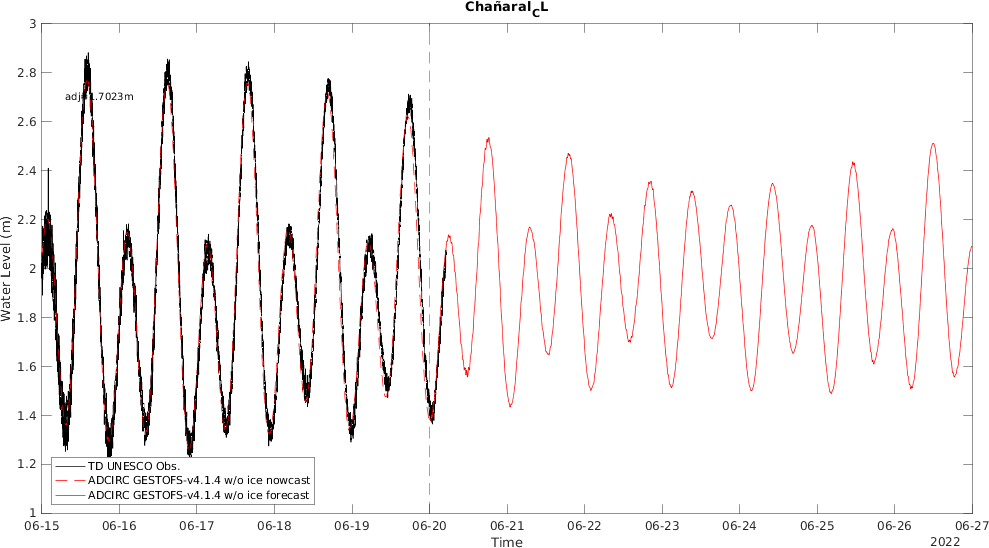 Chañaral_CL
3
2.8
2.6
2.4
2.2
2
1.8
1.6
1.4
1.2
1
Water Level (m)
adj: 1.7023m
TD UNESCO Obs.
ADCIRC GESTOFS-v4.1.4 w/o ice nowcast
ADCIRC GESTOFS-v4.1.4 w/o ice forecast
06-15 06-16 06-17 06-18 06-19 06-20 06-21 06-22 06-23 06-24 06-25 06-26 06-27
Time
2022